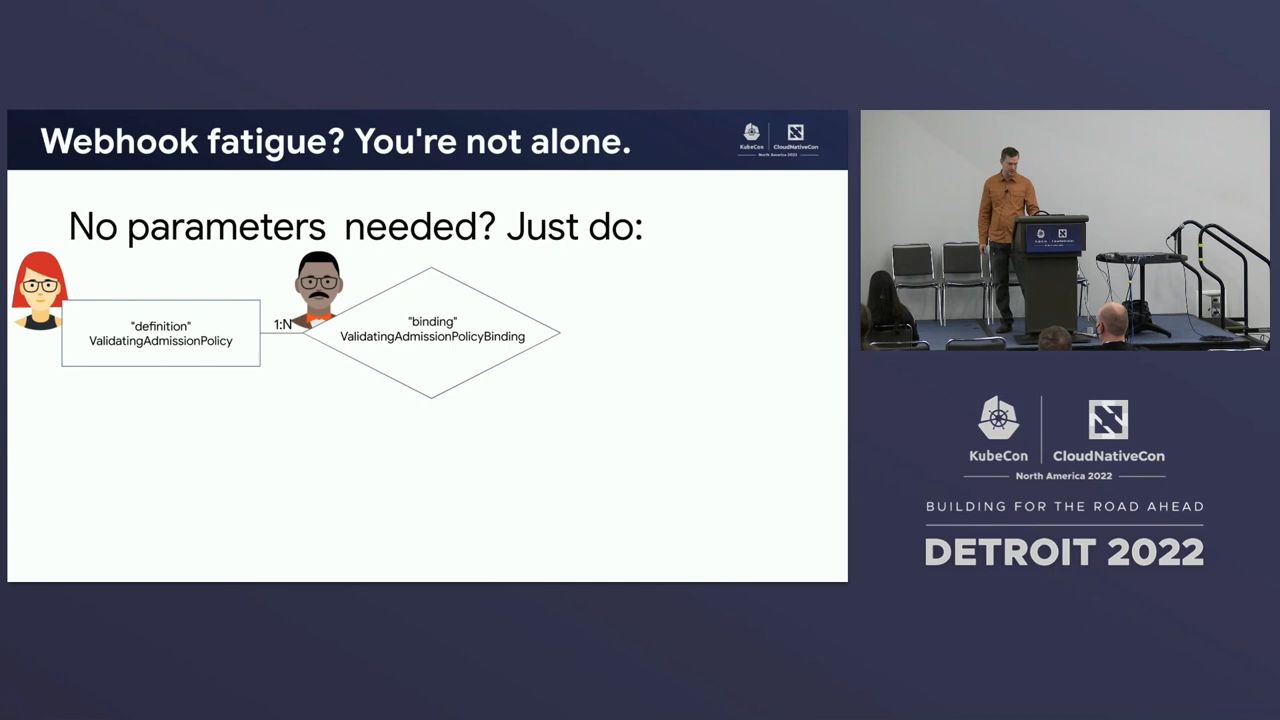 Webhook fatigue? You're not alone.
KubeCon
CloudNativeCon
North America 2022
No parameters needed? Just do:
"definition"
ValidatingAdmissionPolicy
1:N
"binding"
ValidatingAdmissionPolicyBinding
KubeCon
CloudNativeCon
North America 2022
BUILDING FOR THE ROAD AHEAD
DETROIT 2022